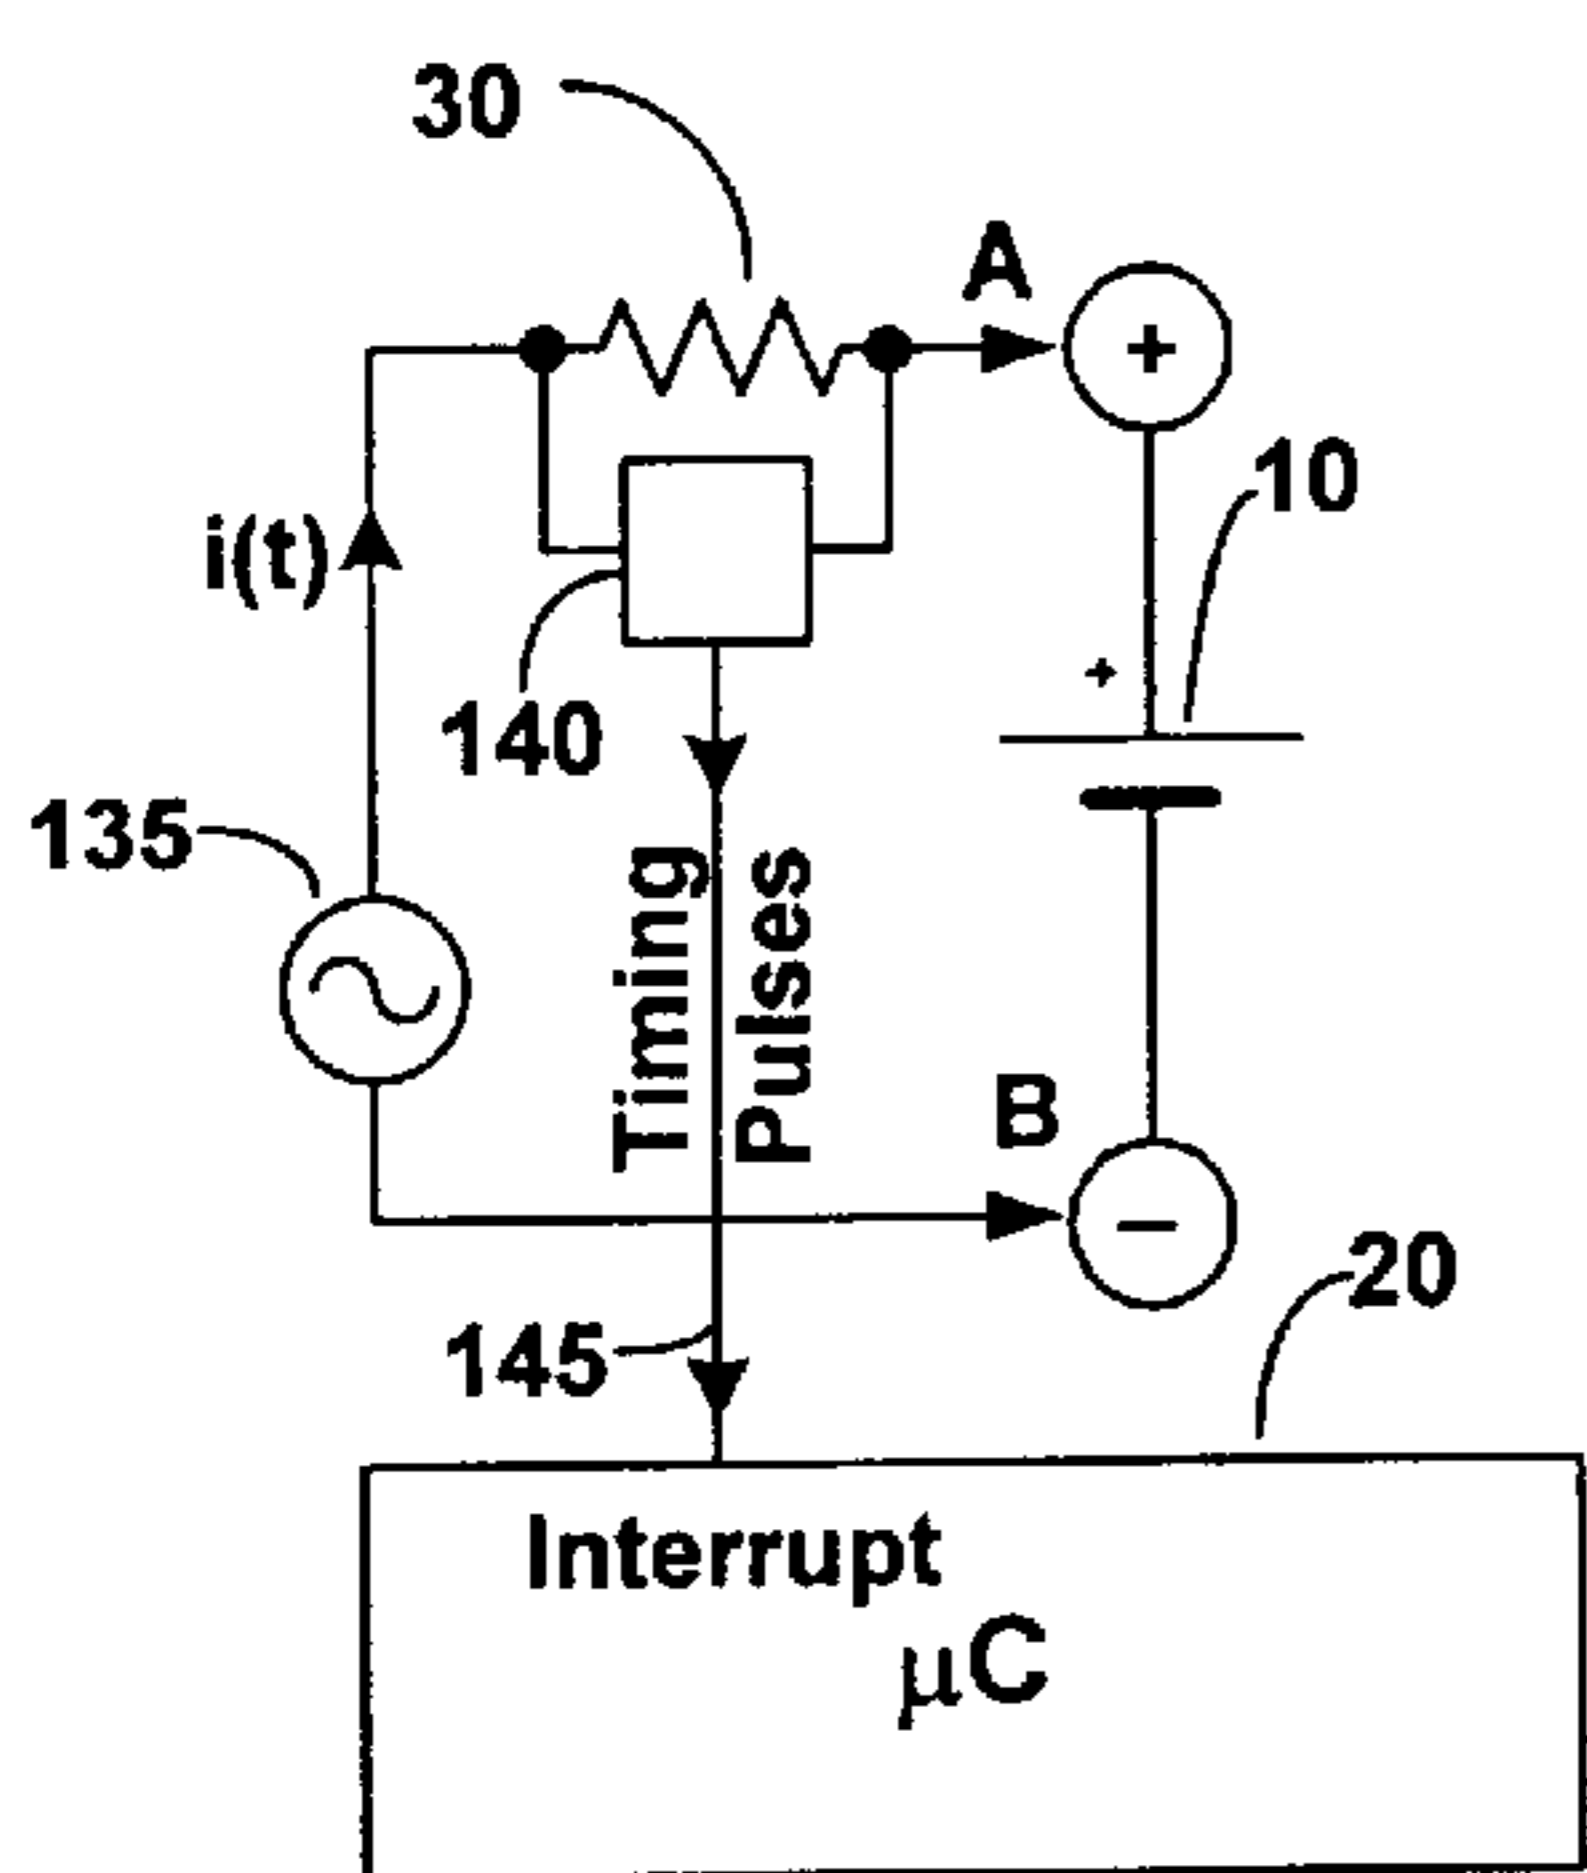 30
A
+
10
i(t)
+
140
135
Timing
Pulses
B
−
20
145
Interrupt
µC